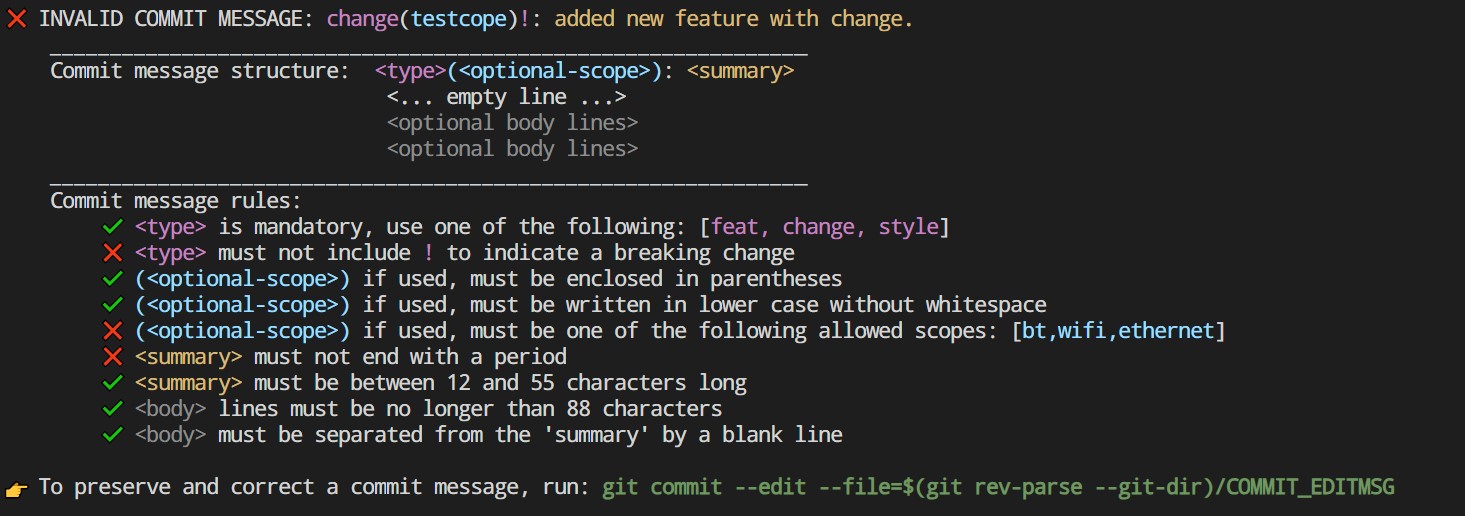 ❌ INVALID COMMIT MESSAGE: change(testcope)!: added new feature with change.
_______________________________________________________________
Commit message structure:  <type>(<optional-scope>): <summary>
<... empty line ...>
<optional body lines>
<optional body lines>
_______________________________________________________________
Commit message rules:
✔ <type> is mandatory, use one of the following: [feat, change, style]
❌ <type> must not include ! to indicate a breaking change
✔ (<optional-scope>) if used, must be enclosed in parentheses
✔ (<optional-scope>) if used, must be written in lower case without whitespace
❌ (<optional-scope>) if used, must be one of the following allowed scopes: [bt,wifi,ethernet]
❌ <summary> must not end with a period
✔ <summary> must be between 12 and 55 characters long
✔ <body> lines must be no longer than 88 characters
✔ <body> must be separated from the 'summary' by a blank line
👉 To preserve and correct a commit message, run: git commit --edit --file=$(git rev-parse --git-dir)/COMMIT_EDITMSG